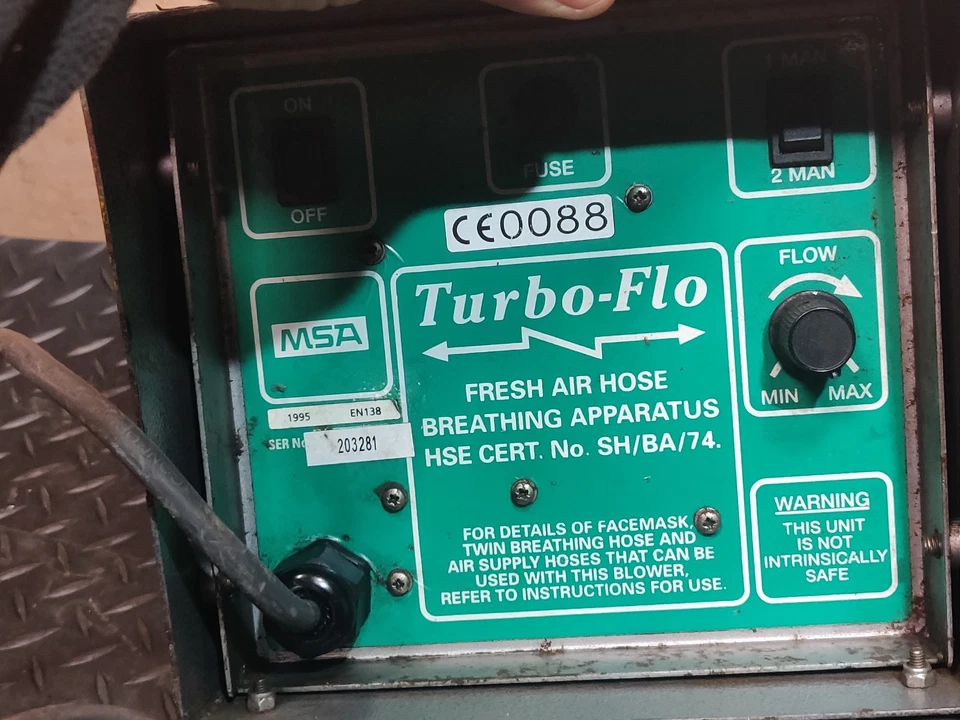 ON
OFF
FUSE
1 MAN
2 MAN
CE0088
MSA
1995 EN138
SER No
203281
Turbo-Flo
FRESH AIR HOSE
BREATHING APPARATUS
HSE CERT. No. SH/BA/74.
FOR DETAILS OF FACEMASK,
TWIN BREATHING HOSE AND
AIR SUPPLY HOSES THAT CAN BE
USED WITH THIS BLOWER,
REFER TO INSTRUCTIONS FOR USE.
FLOW
MIN MAX
WARNING
THIS UNIT
IS NOT
INTRINSICALLY
SAFE